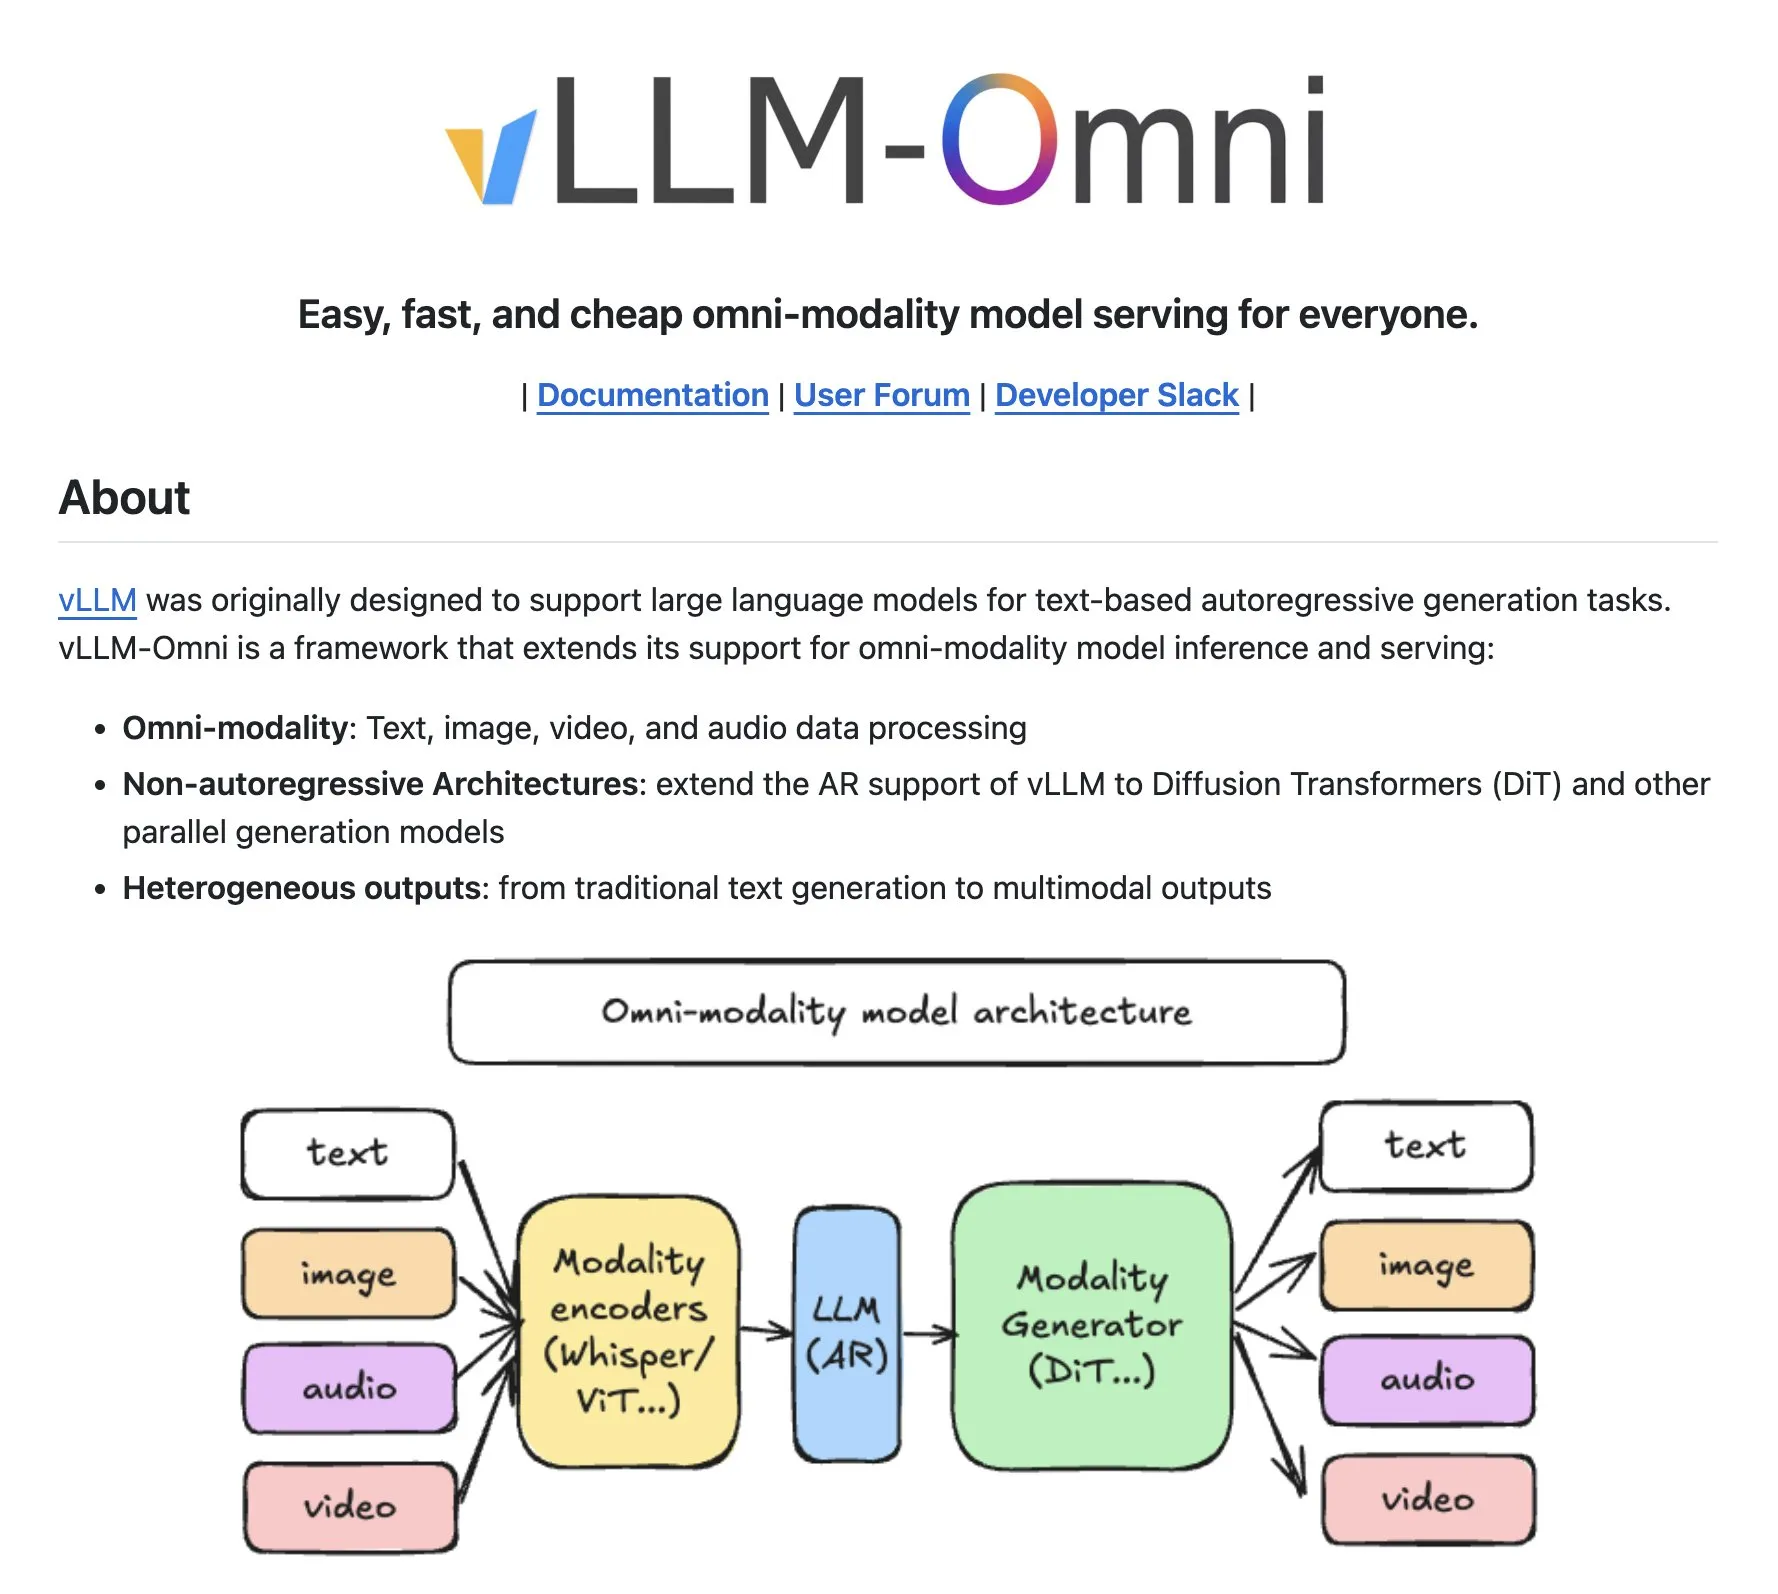 vLLM-Omni
Easy, fast, and cheap omni-modality model serving for everyone.
| Documentation | User Forum | Developer Slack |
About
vLLM was originally designed to support large language models for text-based autoregressive generation tasks.
vLLM-Omni is a framework that extends its support for omni-modality model inference and serving:
• Omni-modality: Text, image, video, and audio data processing
• Non-autoregressive Architectures: extend the AR support of vLLM to Diffusion Transformers (DiT) and other
parallel generation models
• Heterogeneous outputs: from traditional text generation to multimodal outputs
Omni-modality model architecture
text
image
audio
video
Modality
encoders
(Whisper/
ViT...)
LLM
(AR)
Modality
Generator
(DiT...)
text
image
audio
video